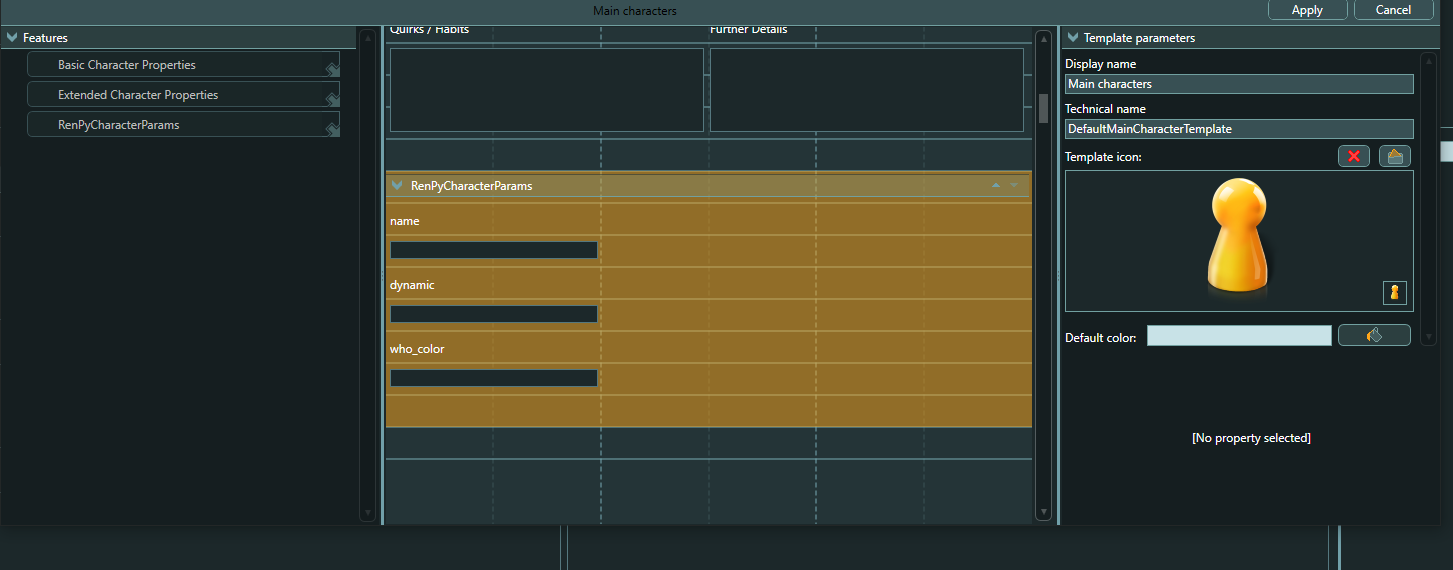 Main characters
Apply
Cancel
Features
Basic Character Properties
Extended Character Properties
RenPyCharacterParams
Quirks / Habits
Further Details
RenPyCharacterParams
name
dynamic
who_color
Template parameters
Display name
Main characters
Technical name
DefaultMainCharacterTemplate
Template icon:
Default color:
[No property selected]